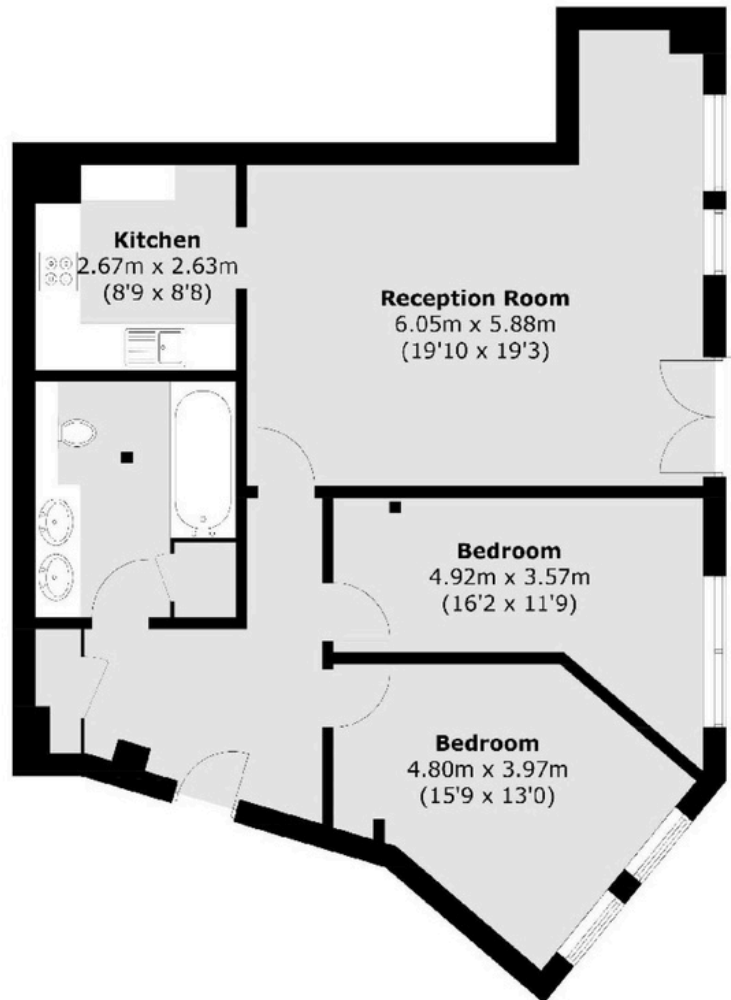 Kitchen
2.67m x 2.63m
(8'9 x 8'8)
Reception Room
6.05m x 5.88m
(19'10 x 19'3)
Bedroom
4.92m x 3.57m
(16'2 x 11'9)
Bedroom
4.80m x 3.97m
(15'9 x 13'0)